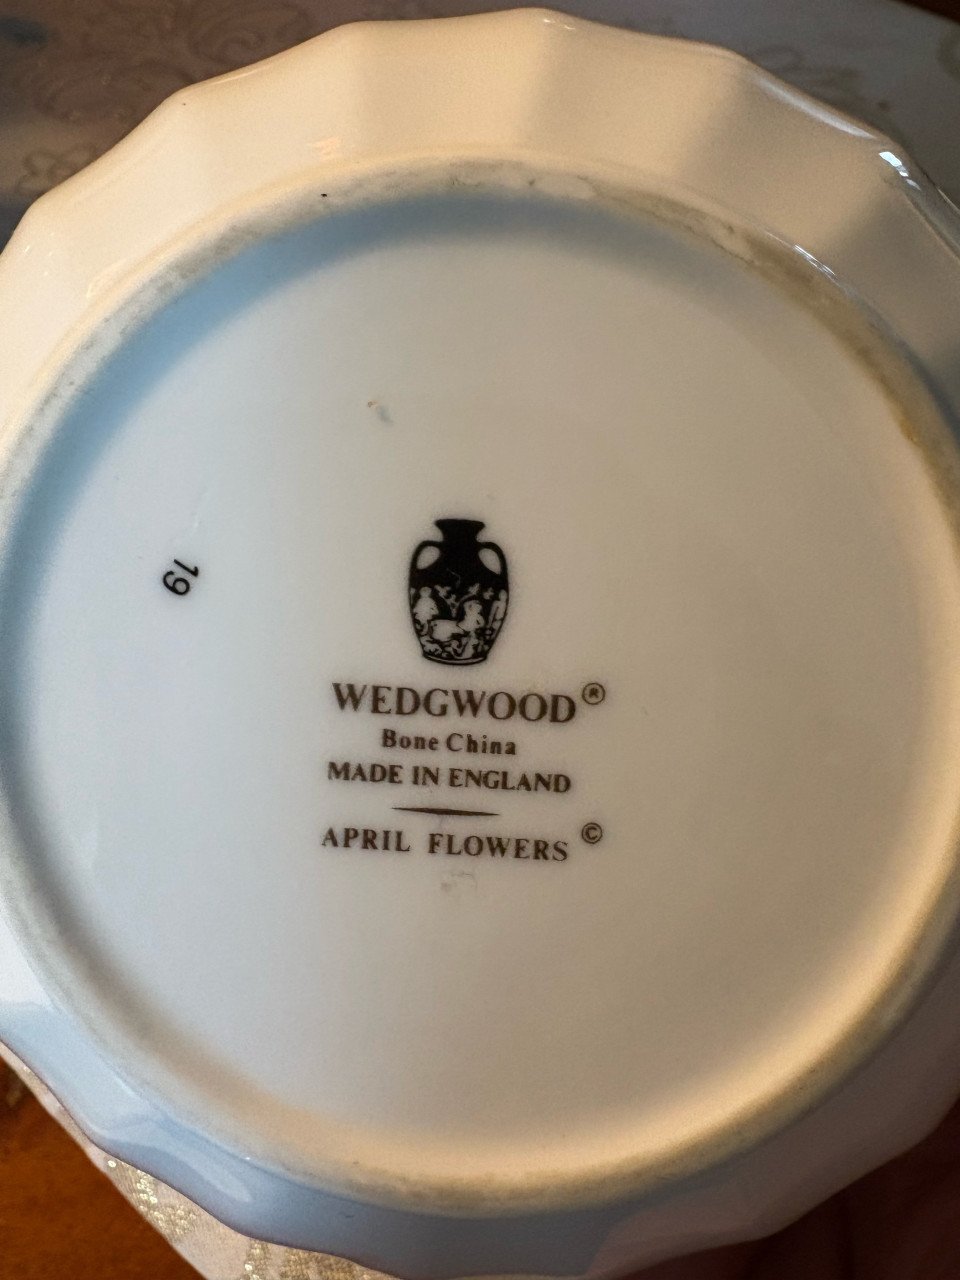 19
WEDGWOOD®
Bone China
MADE IN ENGLAND
APRIL FLOWERS©